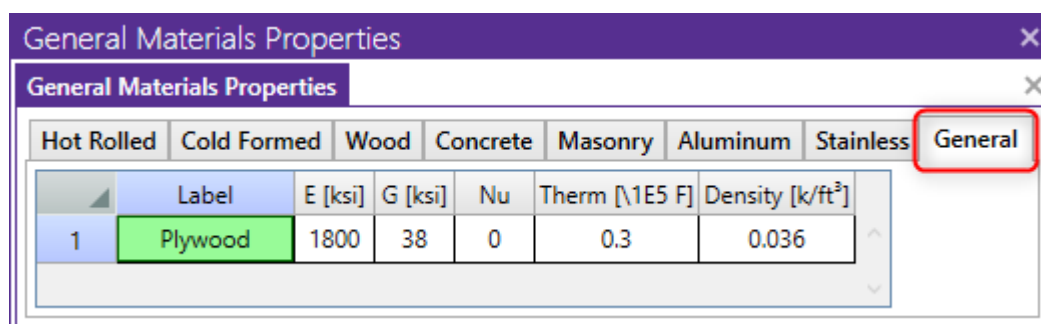 General Materials Properties
General Materials Properties
Hot Rolled Cold Formed Wood Concrete Masonry Aluminum Stainless General
Label E [ksi] G [ksi] Nu Therm [\1E5 F] Density [k/ft³]
1 Plywood 1800 38 0 0.3 0.036